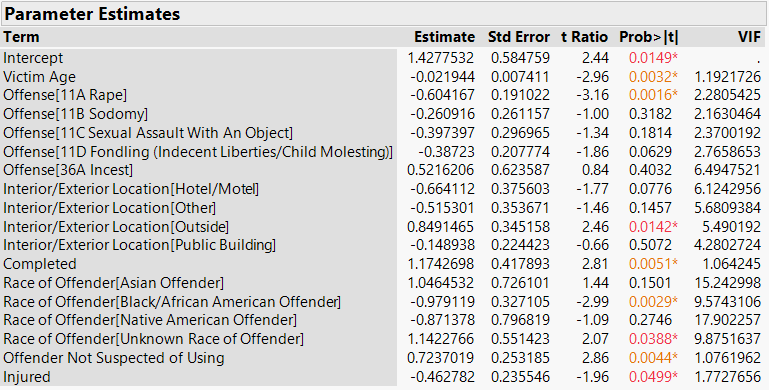 Parameter Estimates
Term Estimate Std Error t Ratio Prob>|t| VIF
Intercept 1.4277532 0.584759 2.44 0.0149* .
Victim Age -0.021944 0.007411 -2.96 0.0032* 1.1921726
Offense[11A Rape] -0.604167 0.191022 -3.16 0.0016* 2.2805425
Offense[11B Sodomy] -0.260916 0.261157 -1.00 0.3182 2.1630464
Offense[11C Sexual Assault With An Object] -0.397397 0.296965 -1.34 0.1814 2.3700192
Offense[11D Fondling (Indecent Liberties/Child Molesting)] -0.38723 0.207774 -1.86 0.0629 2.7658653
Offense[36A Incest] 0.5216206 0.623587 0.84 0.4032 6.4947521
Interior/Exterior Location[Hotel/Motel] -0.664112 0.375603 -1.77 0.0776 6.1242956
Interior/Exterior Location[Other] -0.515301 0.353671 -1.46 0.1457 5.6809384
Interior/Exterior Location[Outside] 0.8491465 0.345158 2.46 0.0142* 5.490192
Interior/Exterior Location[Public Building] -0.148938 0.224423 -0.66 0.5072 4.2802724
Completed 1.1742698 0.417893 2.81 0.0051* 1.064245
Race of Offender[Asian Offender] 1.0464532 0.726101 1.44 0.1501 15.242998
Race of Offender[Black/African American Offender] -0.979119 0.327105 -2.99 0.0029* 9.5743106
Race of Offender[Native American Offender] -0.871378 0.796819 -1.09 0.2746 17.902257
Race of Offender[Unknown Race of Offender] 1.1422766 0.551423 2.07 0.0388* 9.8751637
Offender Not Suspected of Using 0.7237019 0.253185 2.86 0.0044* 1.0761962
Injured -0.462782 0.235546 -1.96 0.0499* 1.7727656